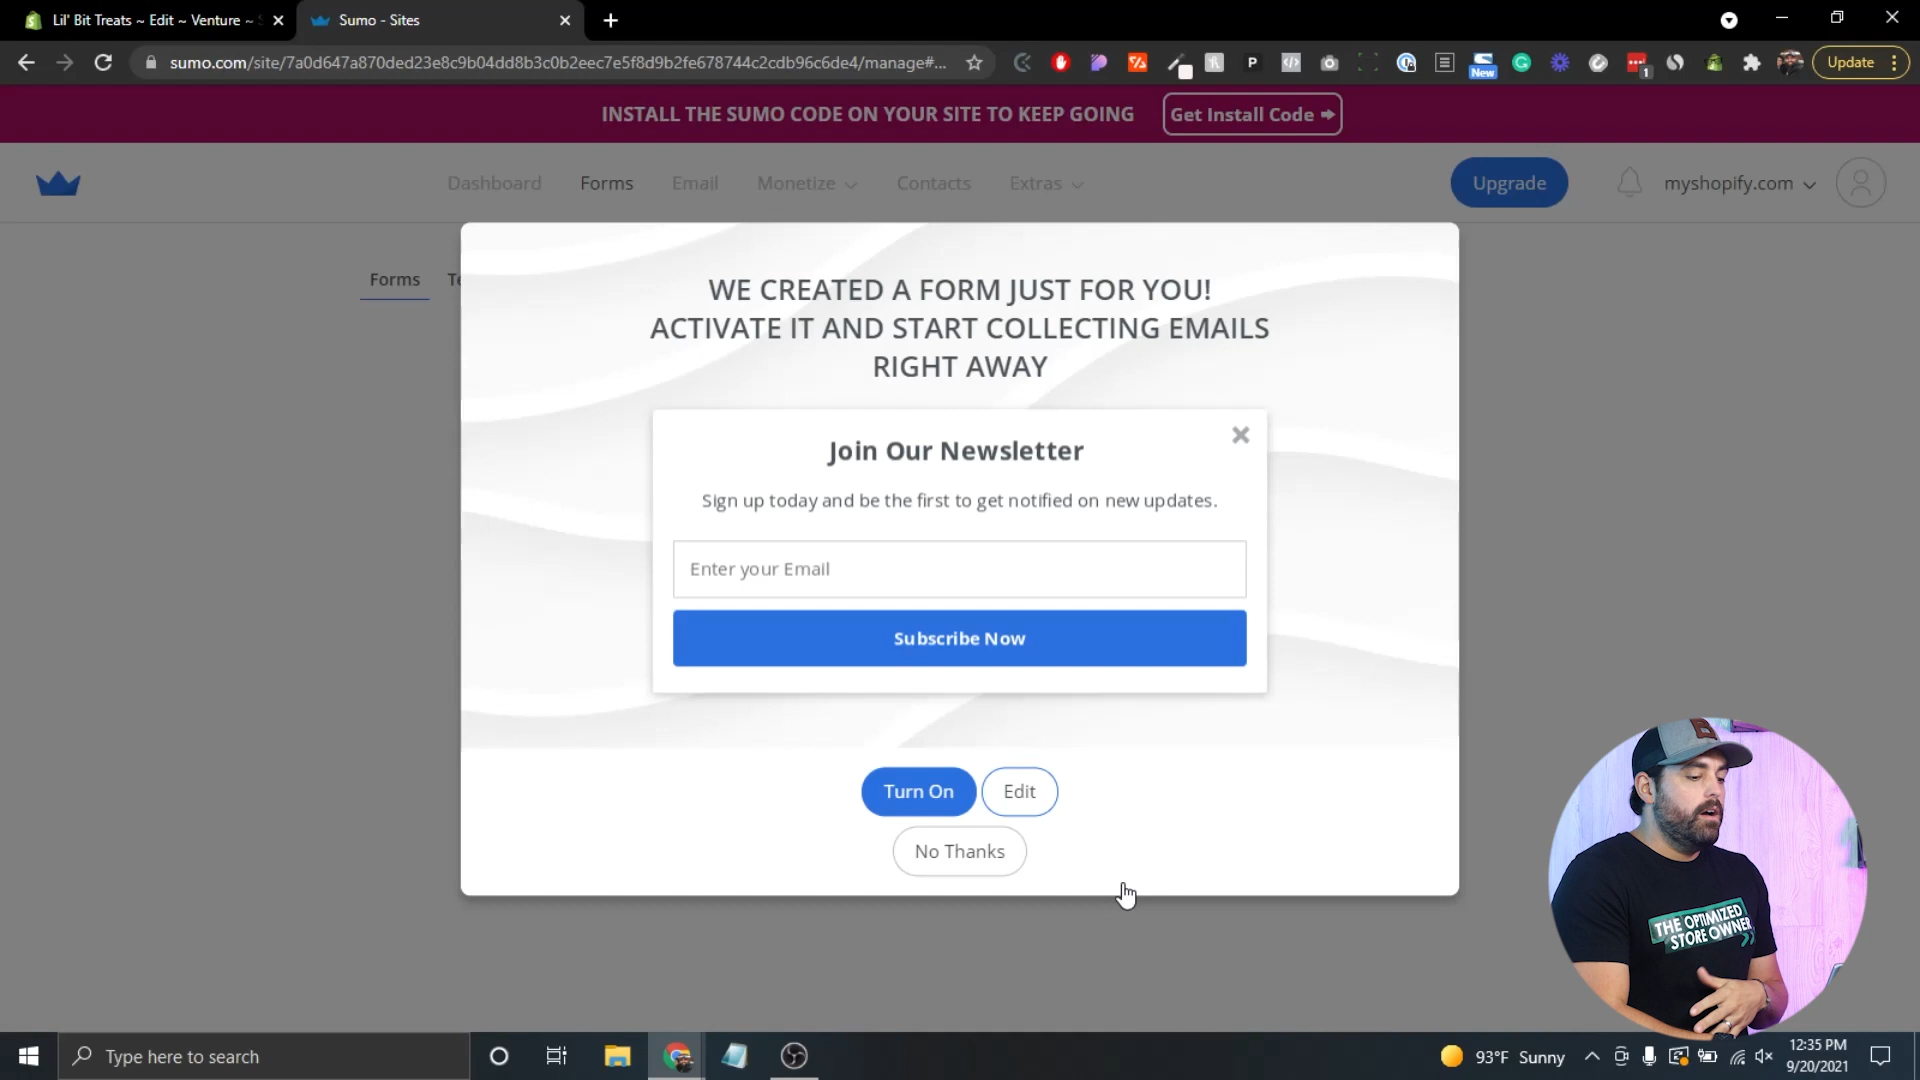 Lil' Bit Treats ~ Edit ~ Venture ~
Sumo - Sites
sumo.com/site/7a0d647a870ded23e8c9b04dd8b3c0b2eec7e5f8d9b2fe678744c2cdb96c6de4/manage#...
New
1
Update
INSTALL THE SUMO CODE ON YOUR SITE TO KEEP GOING
Get Install Code
Dashboard
Forms
Email
Monetize
Contacts
Extras
Upgrade
myshopify.com
Forms
WE CREATED A FORM JUST FOR YOU!
ACTIVATE IT AND START COLLECTING EMAILS
RIGHT AWAY
Join Our Newsletter
Sign up today and be the first to get notified on new updates.
Enter your Email
Subscribe Now
Turn On
Edit
No Thanks
THE OPTIMIZED
STORE OWNER
Type here to search
93°F Sunny
12:35 PM
9/20/2021